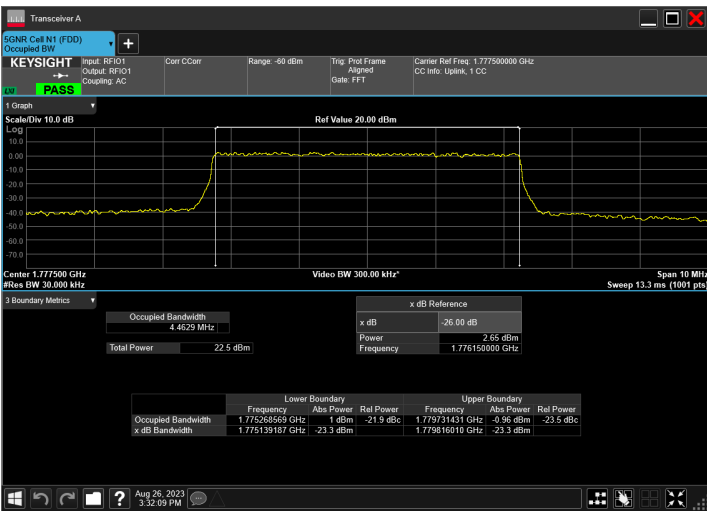 Transceiver A
5GNR Cell N1 (FDD)
Occupied BW
KEYSIGHT
Input: RFIO1
Output: RFIO1
Coupling: AC
Corr CCorr
Range: -60 dBm
Trig: Prot Frame
Aligned
Gate: FFT
Carrier Ref Freq: 1.777500000 GHz
CC Info: Uplink, 1 CC
LXI
PASS
1 Graph
Scale/Div 10.0 dB
Ref Value 20.00 dBm
Log
10.0
0.00
-10.0
-20.0
-30.0
-40.0
-50.0
-60.0
-70.0
Center 1.777500 GHz
Video BW 300.00 kHz*
Span 10 MHz
#Res BW 30.000 kHz
Sweep 13.3 ms (1001 pts)
3 Boundary Metrics
Occupied Bandwidth
4.4629 MHz
Total Power 22.5 dBm
x dB Reference
x dB -26.00 dB
Power 2.65 dBm
Frequency 1.776150000 GHz
Lower Boundary Upper Boundary
Frequency Abs Power Rel Power Frequency Abs Power Rel Power
Occupied Bandwidth 1.775268569 GHz 1 dBm -21.9 dBc 1.779731431 GHz -0.96 dBm -23.5 dBc
x dB Bandwidth 1.775139187 GHz -23.3 dBm 1.779816010 GHz -23.3 dBm
Aug 26, 2023
3:32:09 PM